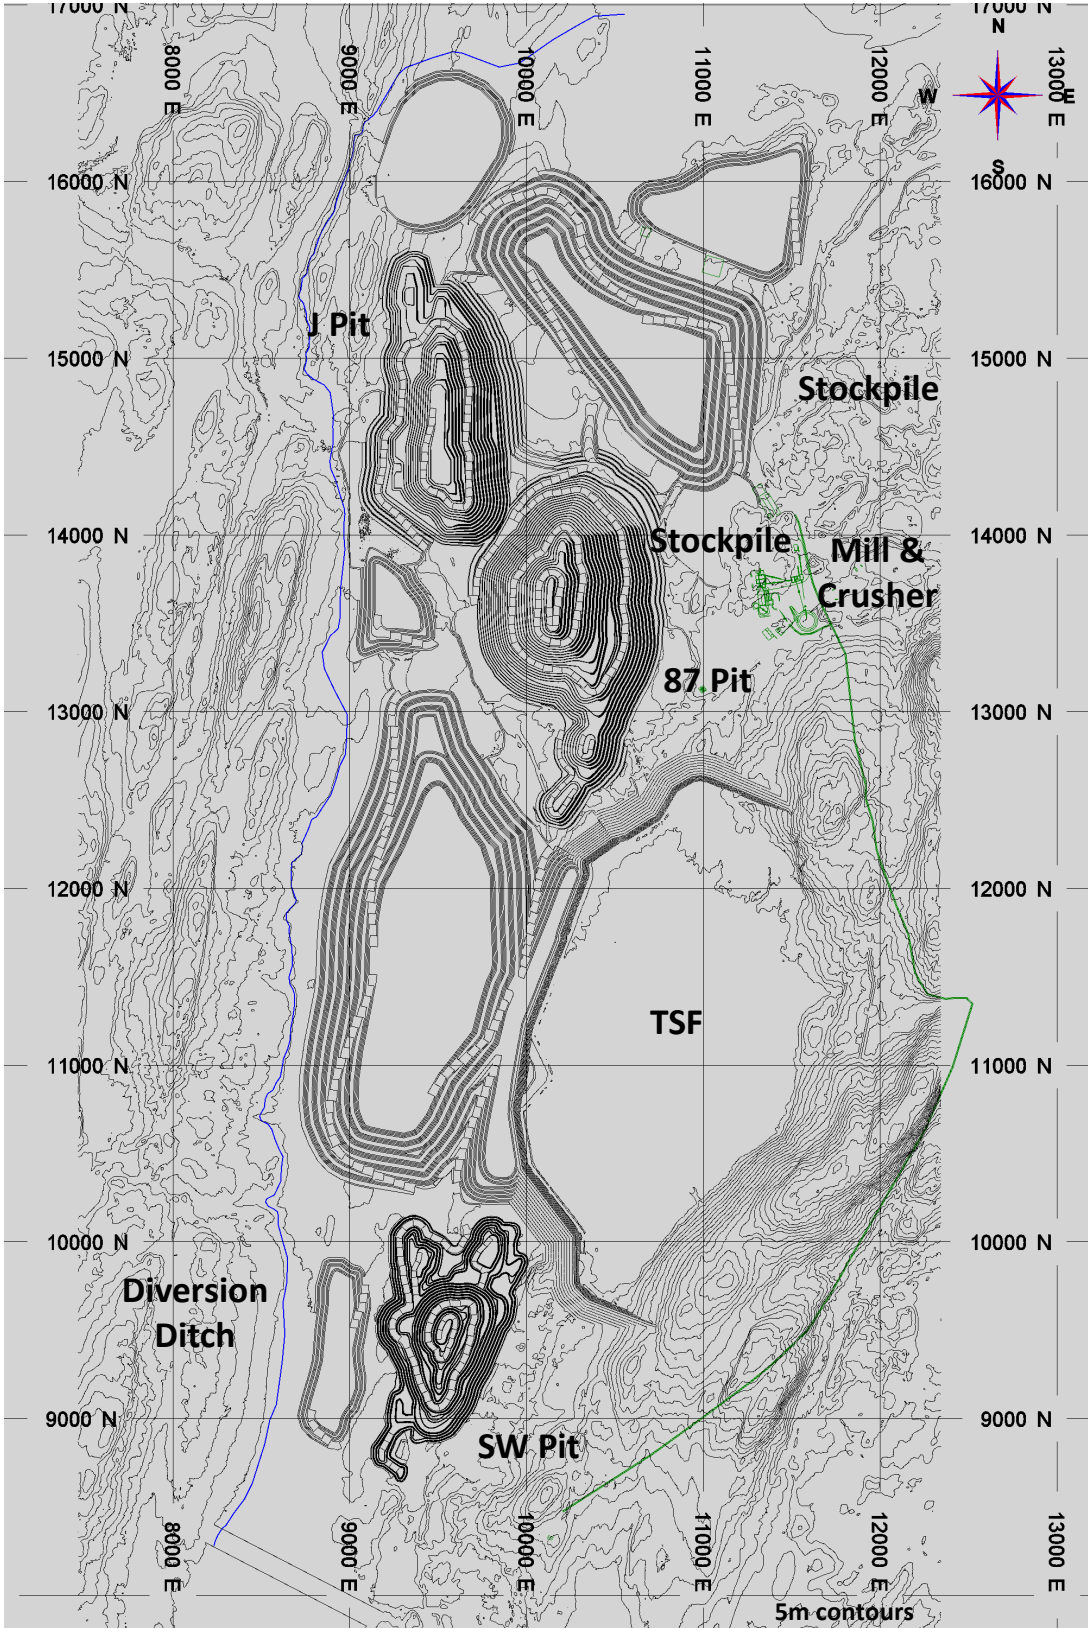 17000 N
17000 N
N
8000 E
9000 E
10000 E
11000 E
12000 E
13000 E
W
E
S
16000 N
16000 N
J Pit
15000 N
15000 N
Stockpile
14000 N
14000 N
Stockpile
Mill &
Crusher
87 Pit
13000 N
13000 N
12000 N
12000 N
TSF
11000 N
11000 N
10000 N
10000 N
Diversion
Ditch
9000 N
9000 N
SW Pit
8000 E
9000 E
10000 E
11000 E
12000 E
13000 E
5m contours